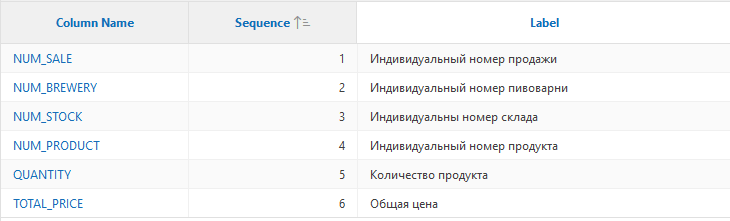 Column Name Sequence Label
NUM_SALE 1 Индивидуальный номер продажи
NUM_BREWERY 2 Индивидуальный номер пивоварни
NUM_STOCK 3 Индивидуальны номер склада
NUM_PRODUCT 4 Индивидуальный номер продукта
QUANTITY 5 Количество продукта
TOTAL_PRICE 6 Общая цена